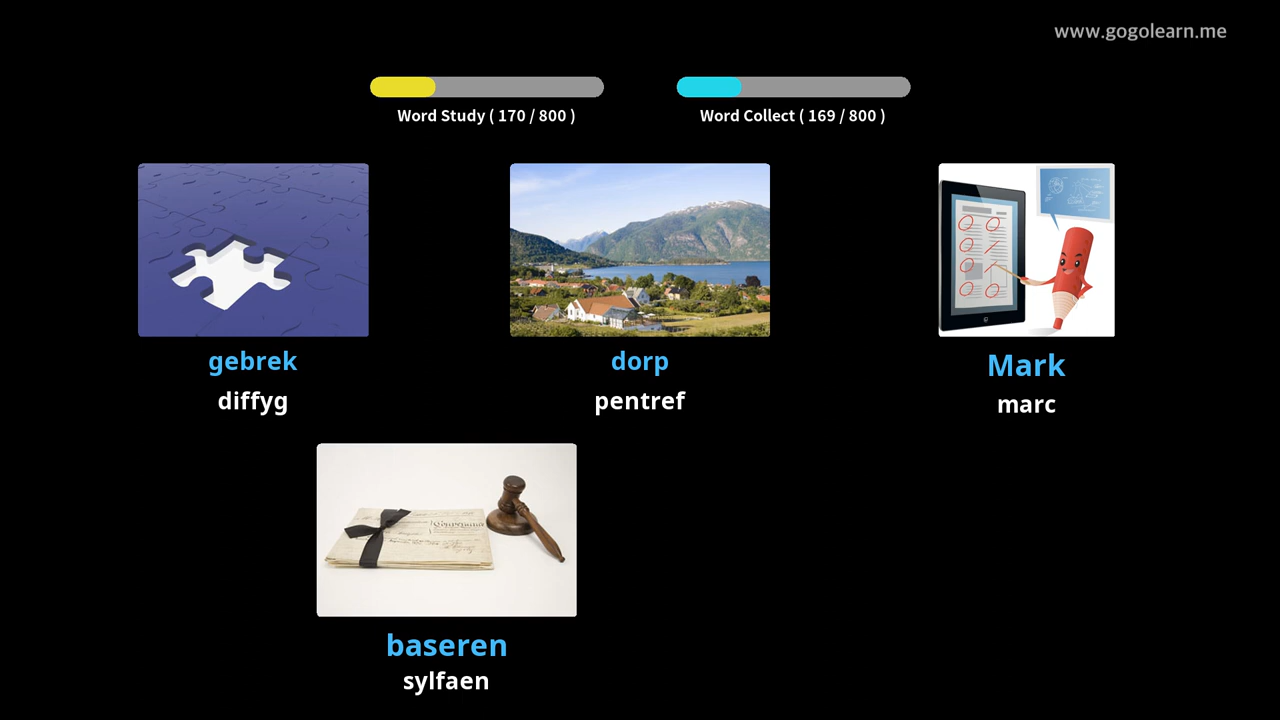 www.gogolearn.me
Word Study ( 170 / 800 )
Word Collect ( 169 / 800 )
gebrek
diffyg
dorp
pentref
Mark
marc
baseren
sylfaen